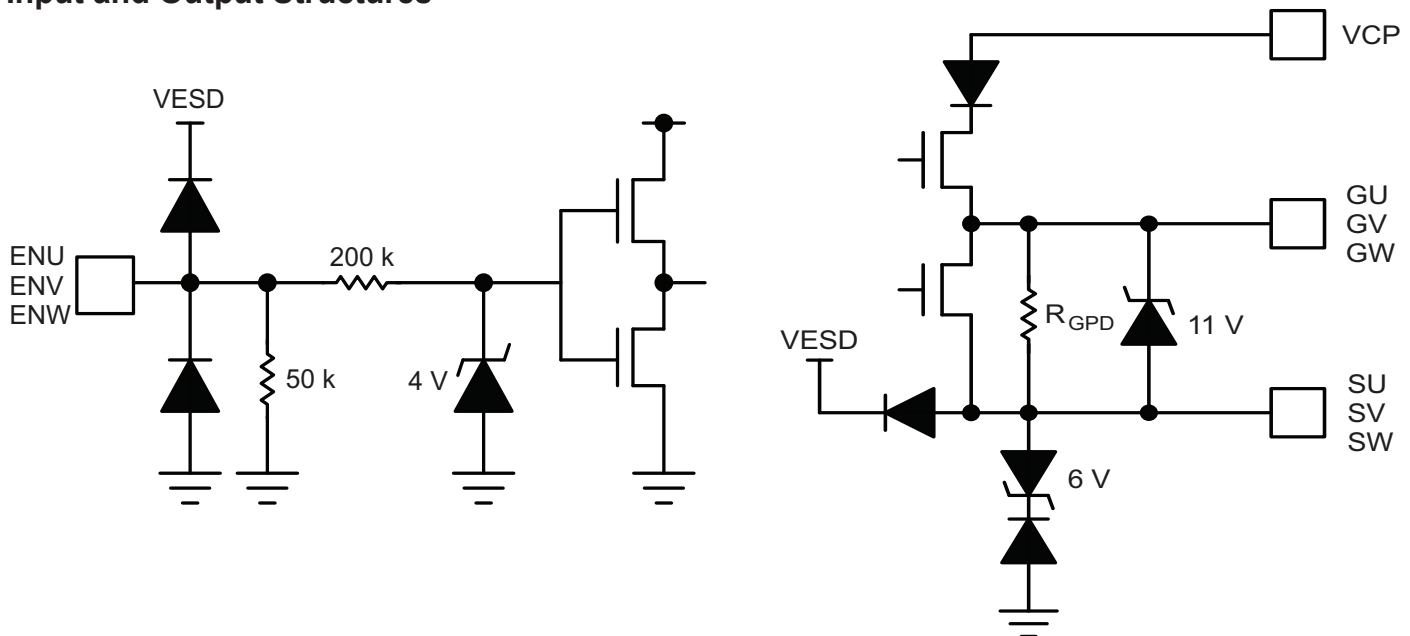 Input and Output Structures
VESD
ENU
ENV
ENW
200 k
50 k
4 V
VCP
GU
GV
GW
RGPD
11 V
VESD
SU
SV
SW
6 V